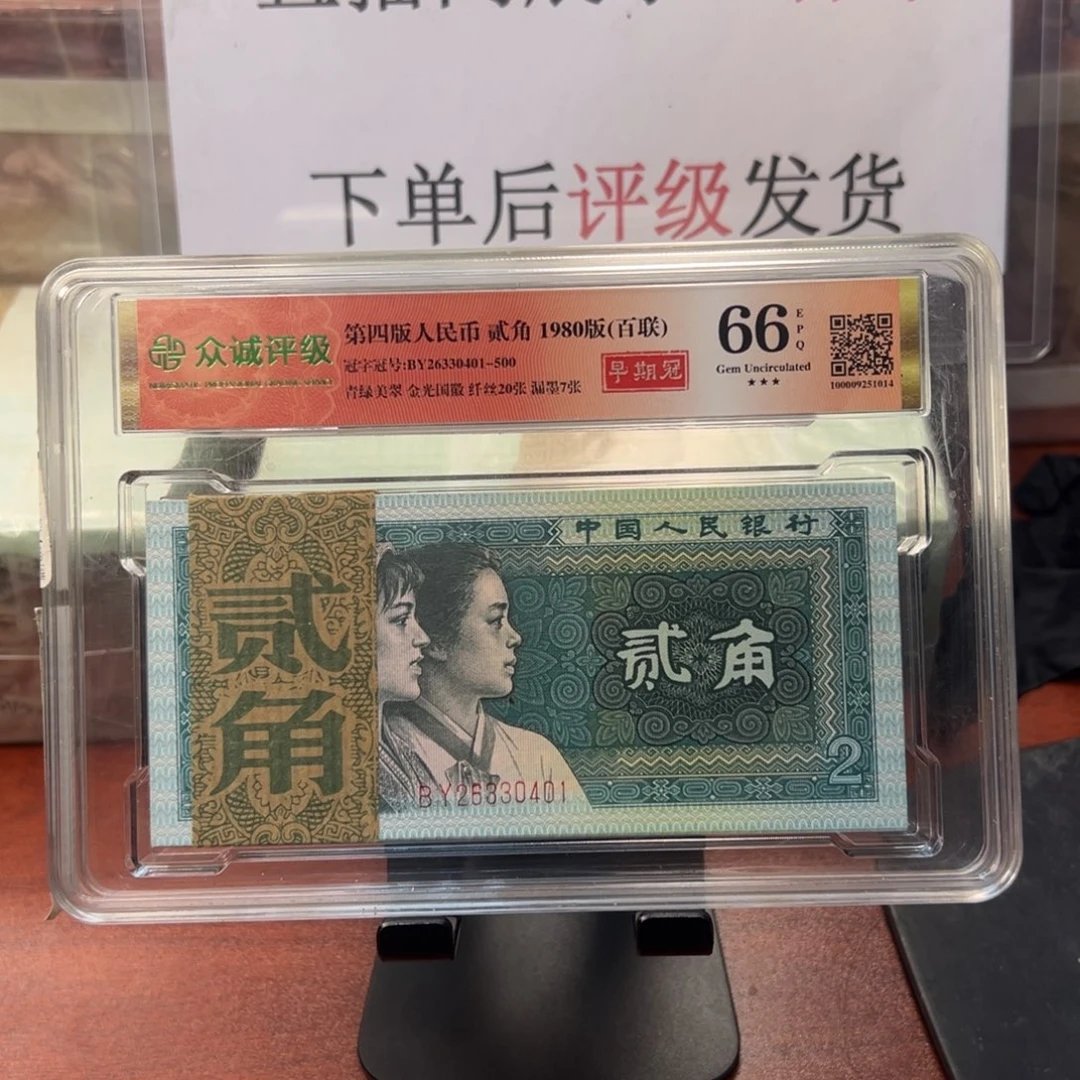 下单后评级发货
众诚评级
第四版人民币 贰角 1980版(百联)
冠字冠号:BY26330401-500
青绿美翠 金光国徽 纤丝20张 漏墨7张
早期冠
66 EPQ
Gem Uncirculated
★★★
100009251014
贰角
中国人民银行
贰角
2
BY26330401